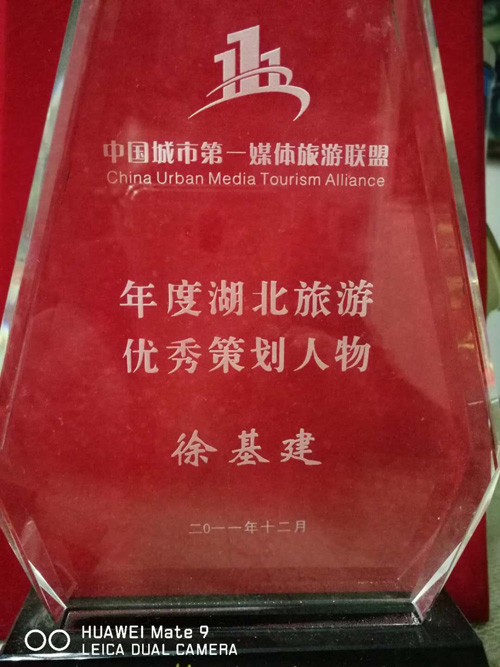 中国城市第一媒体旅游联盟
China Urban Media Tourism Alliance
年度湖北旅游
优秀策划人物
徐基建
二0一一年十二月
HUAWEI Mate 9
LEICA DUAL CAMERA